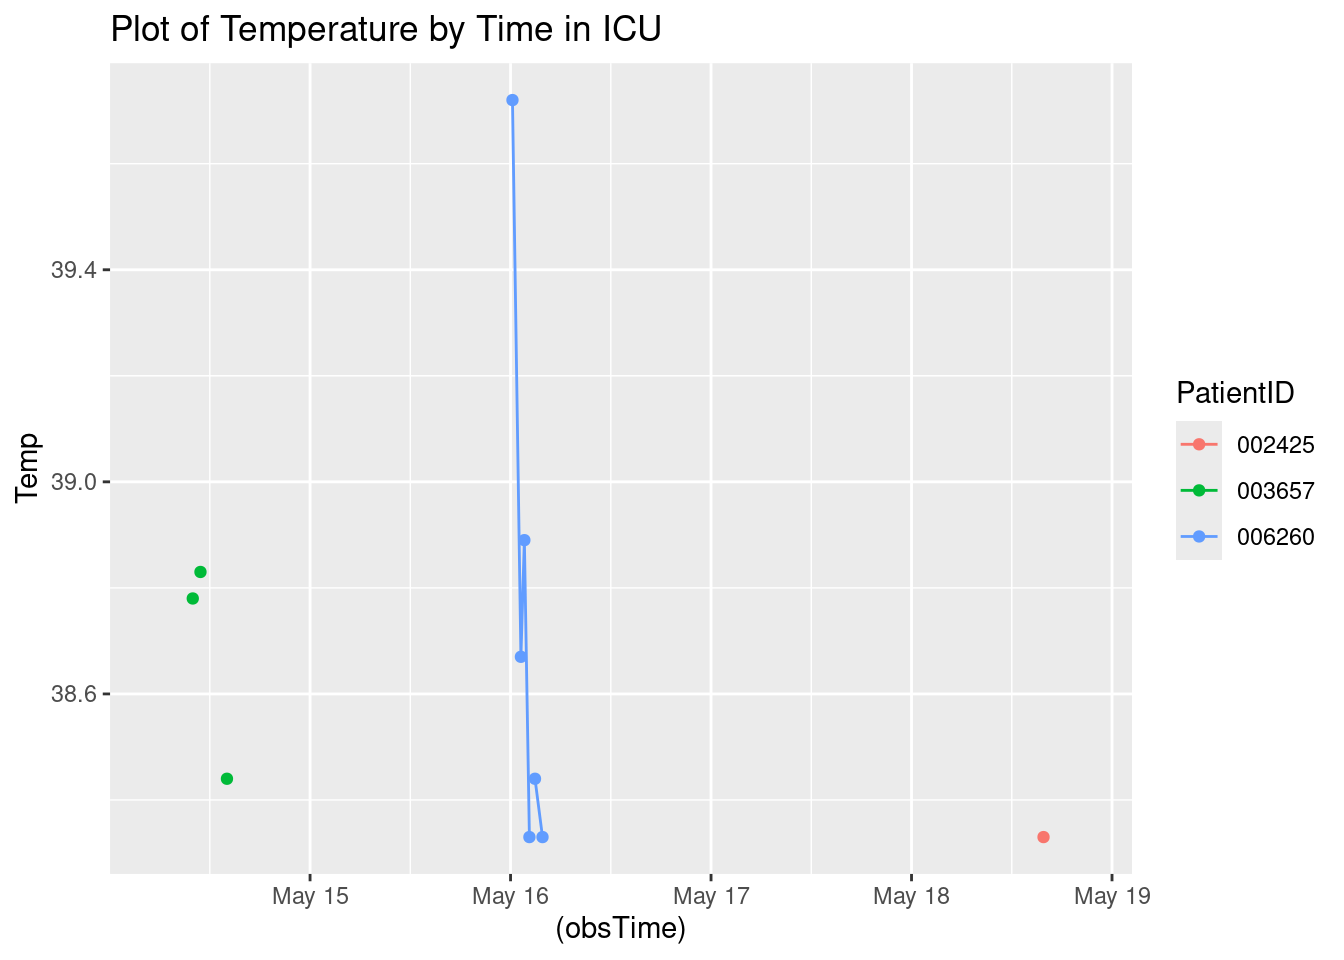 Plot of Temperature by Time in ICU
39.4
39.0
38.6
Temp
May 15
May 16
May 17
May 18
May 19
(obsTime)
PatientID
002425
003657
006260